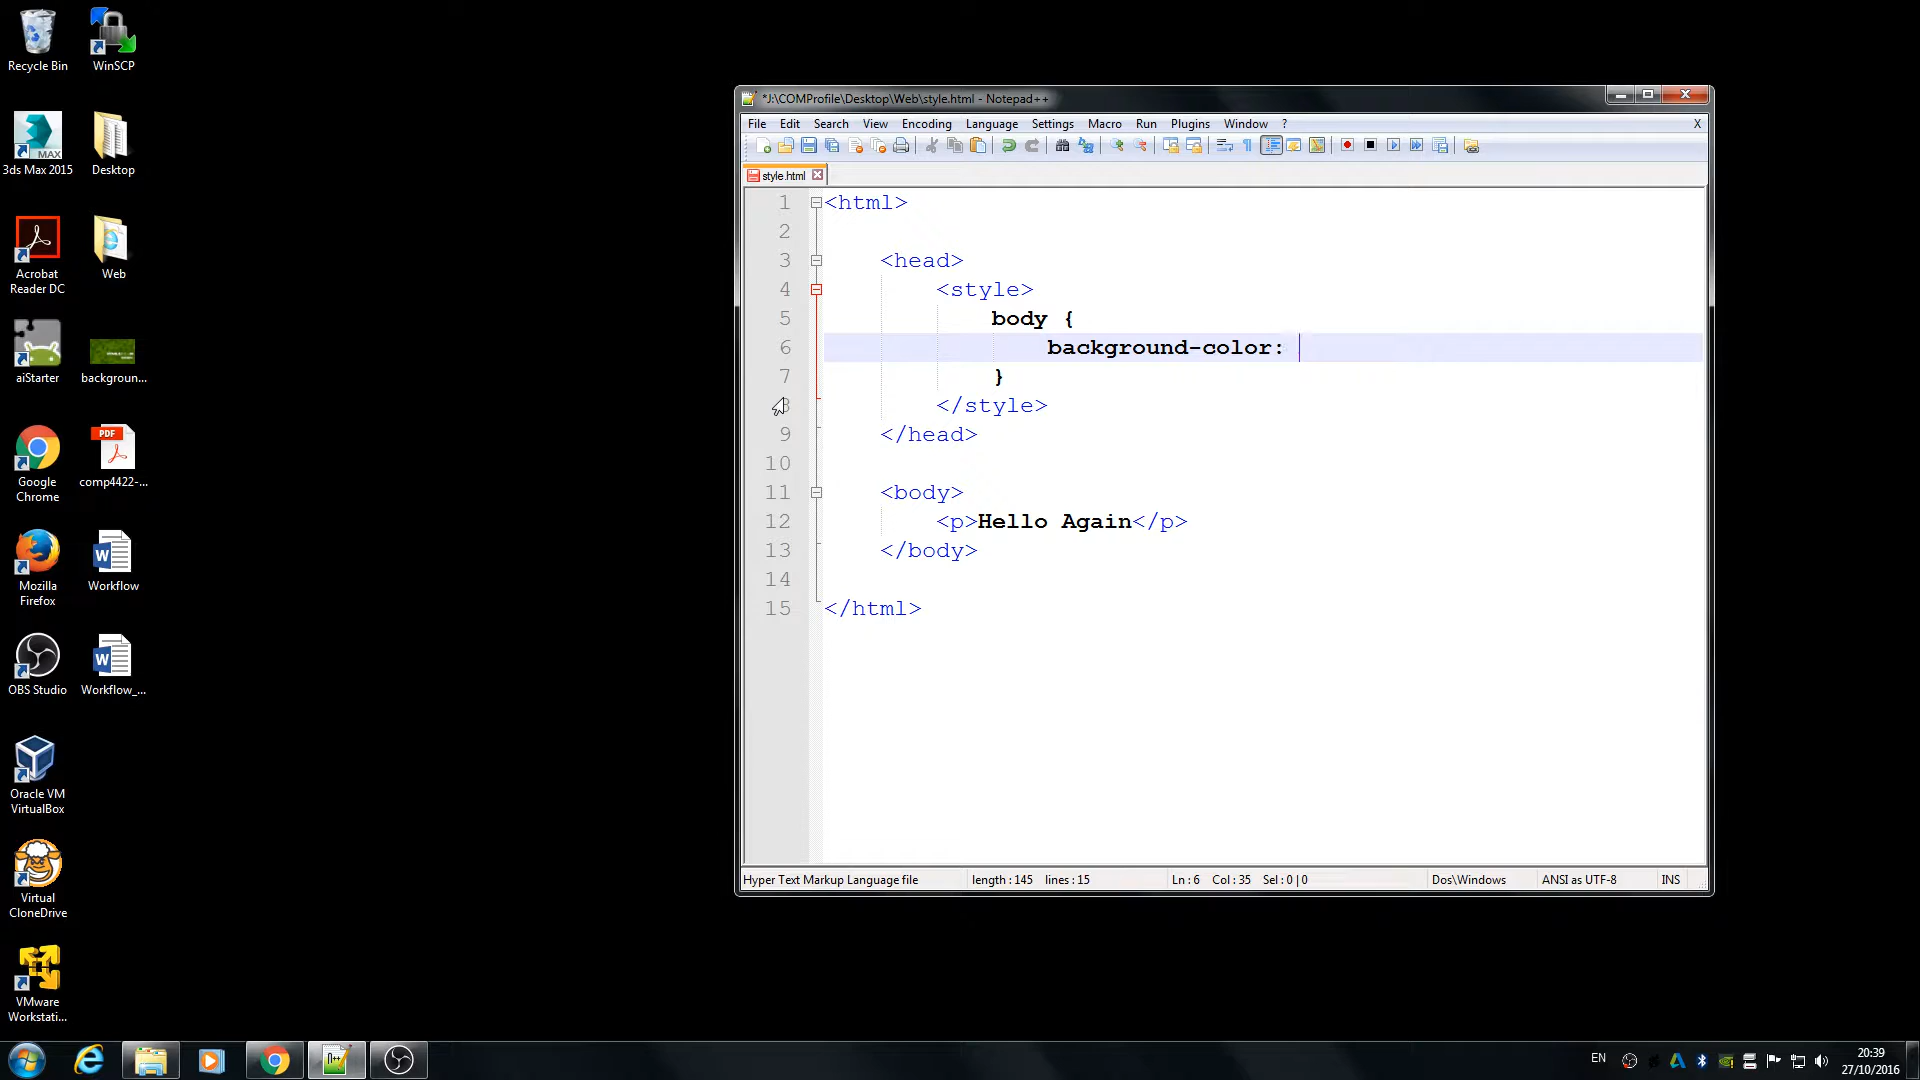 Recycle Bin
WinSCP
3ds Max 2015
MAX
Desktop
Acrobat
Reader DC
Web
aiStarter
backgroun...
Google
Chrome
PDF
comp4422-...
Mozilla
Firefox
Workflow
OBS Studio
Workflow_...
Oracle VM
VirtualBox
Virtual
CloneDrive
VMware
Workstati...
*J:\COMProfile\Desktop\Web\style.html - Notepad++
File Edit Search View Encoding Language Settings Macro Run Plugins Window ? X
style.html
1 <html>
2
3 <head>
4 <style>
5 body {
6 background-color:
7 }
8 </style>
9 </head>
10
11 <body>
12 <p>Hello Again</p>
13 </body>
14
15 </html>
Hyper Text Markup Language file length : 145 lines : 15 Ln : 6 Col : 35 Sel : 0 | 0 Dos\Windows ANSI as UTF-8 INS
EN
20:39
27/10/2016